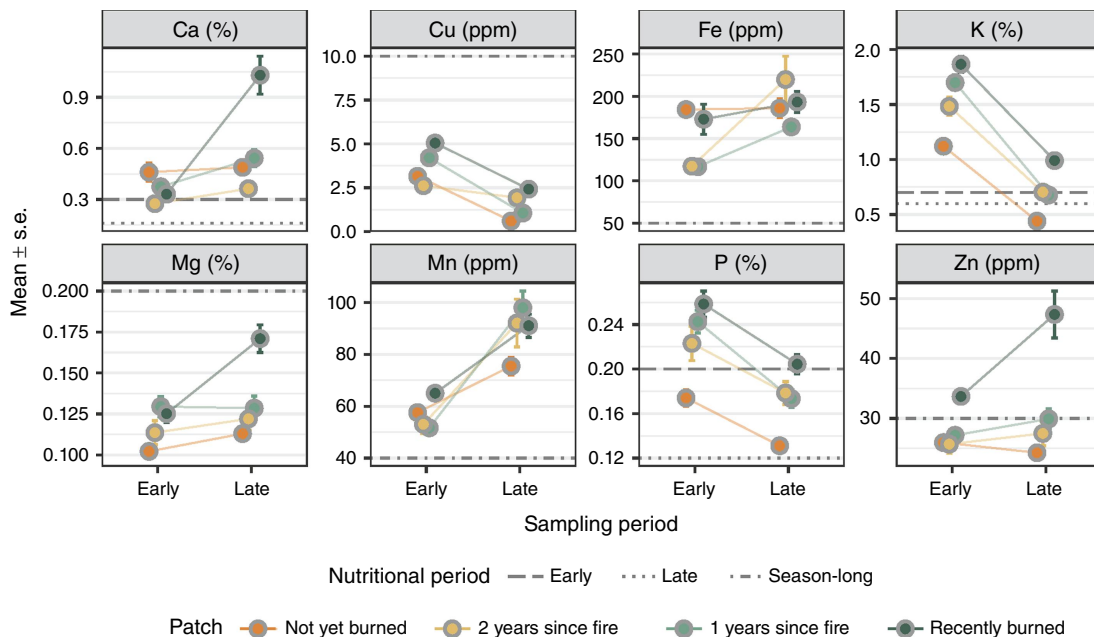 Ca (%)
Cu (ppm)
Fe (ppm)
K (%)
0.9
0.6
0.3
10.0
7.5
5.0
2.5
0.0
250
200
150
100
50
2.0
1.5
1.0
0.5
Mg (%)
Mn (ppm)
P (%)
Zn (ppm)
0.200
0.175
0.150
0.125
0.100
100
80
60
40
0.24
0.20
0.16
0.12
50
40
30
Early Late
Early Late
Early Late
Early Late
Mean ± s.e.
Sampling period
Nutritional period Early Late Season-long
Patch Not yet burned 2 years since fire 1 years since fire Recently burned